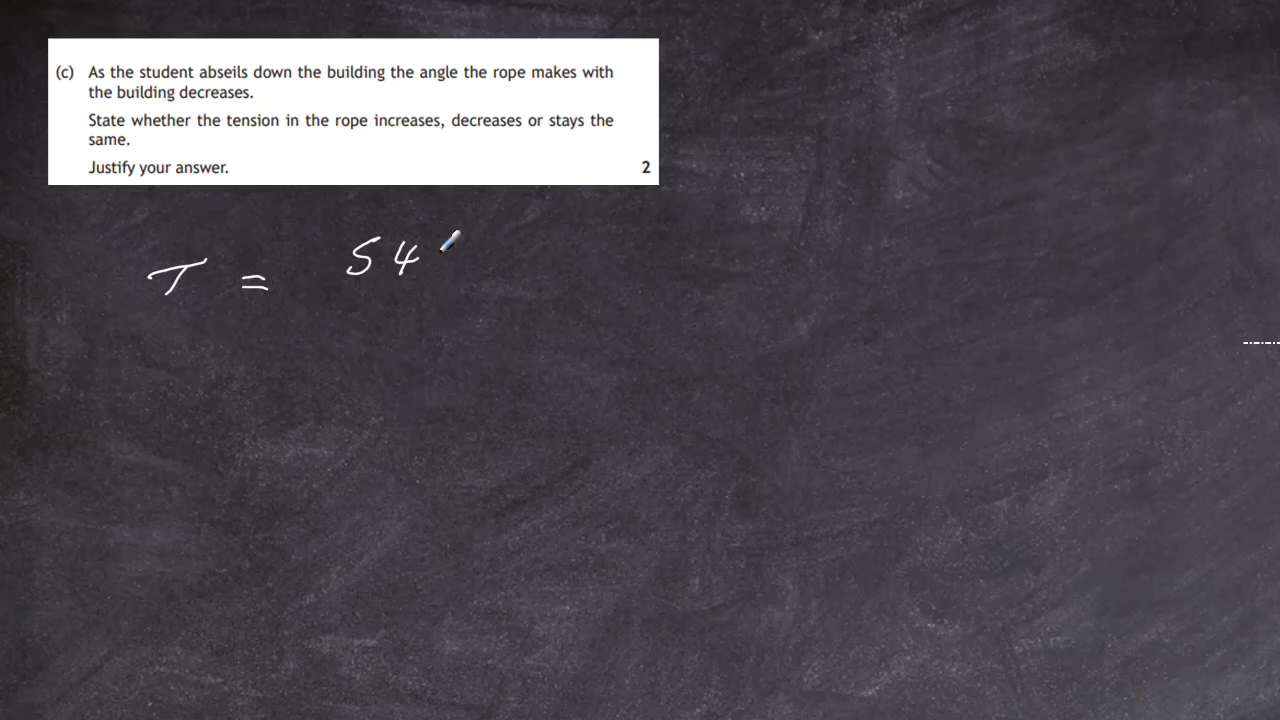 (c) As the student abseils down the building the angle the rope makes with
the building decreases.
State whether the tension in the rope increases, decreases or stays the
same.
Justify your answer. 2
T = 54